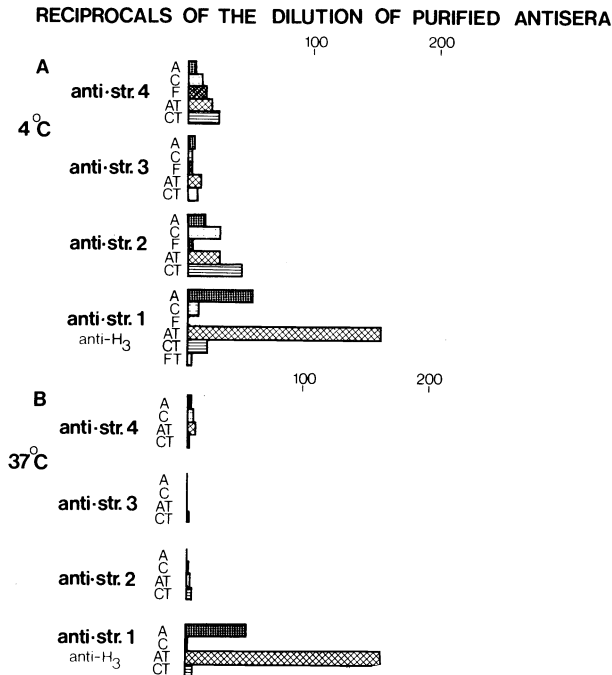 RECIPROCALS OF THE DILUTION OF PURIFIED ANTISERA
100 200
A
4°C
anti·str. 4
A
C
F
AT
CT
anti·str. 3
A
C
F
AT
CT
anti·str. 2
A
C
F
AT
CT
anti·str. 1
anti-H3
A
C
F
AT
CT
FT
100 200
B
37°C
anti·str. 4
A
C
AT
CT
anti·str. 3
A
C
AT
CT
anti·str. 2
A
C
AT
CT
anti·str. 1
anti-H3
A
C
AT
CT